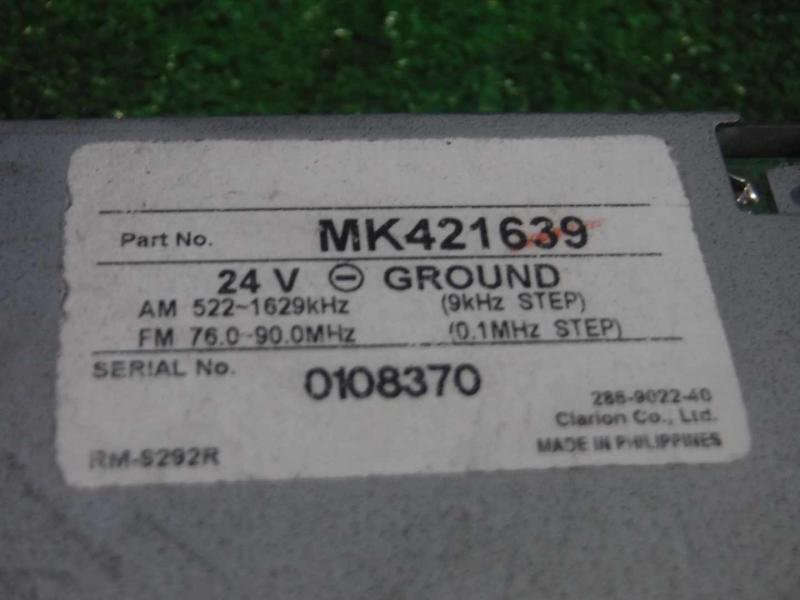 Part No. MK421639
24 V ⊖ GROUND
AM 522~1629kHz (9kHz STEP)
FM 76.0~90.0MHz (0.1MHz STEP)
SERIAL No. 0108370
286-9022-40
Clarion Co., Ltd.
RM-9292R MADE IN PHILIPPINES